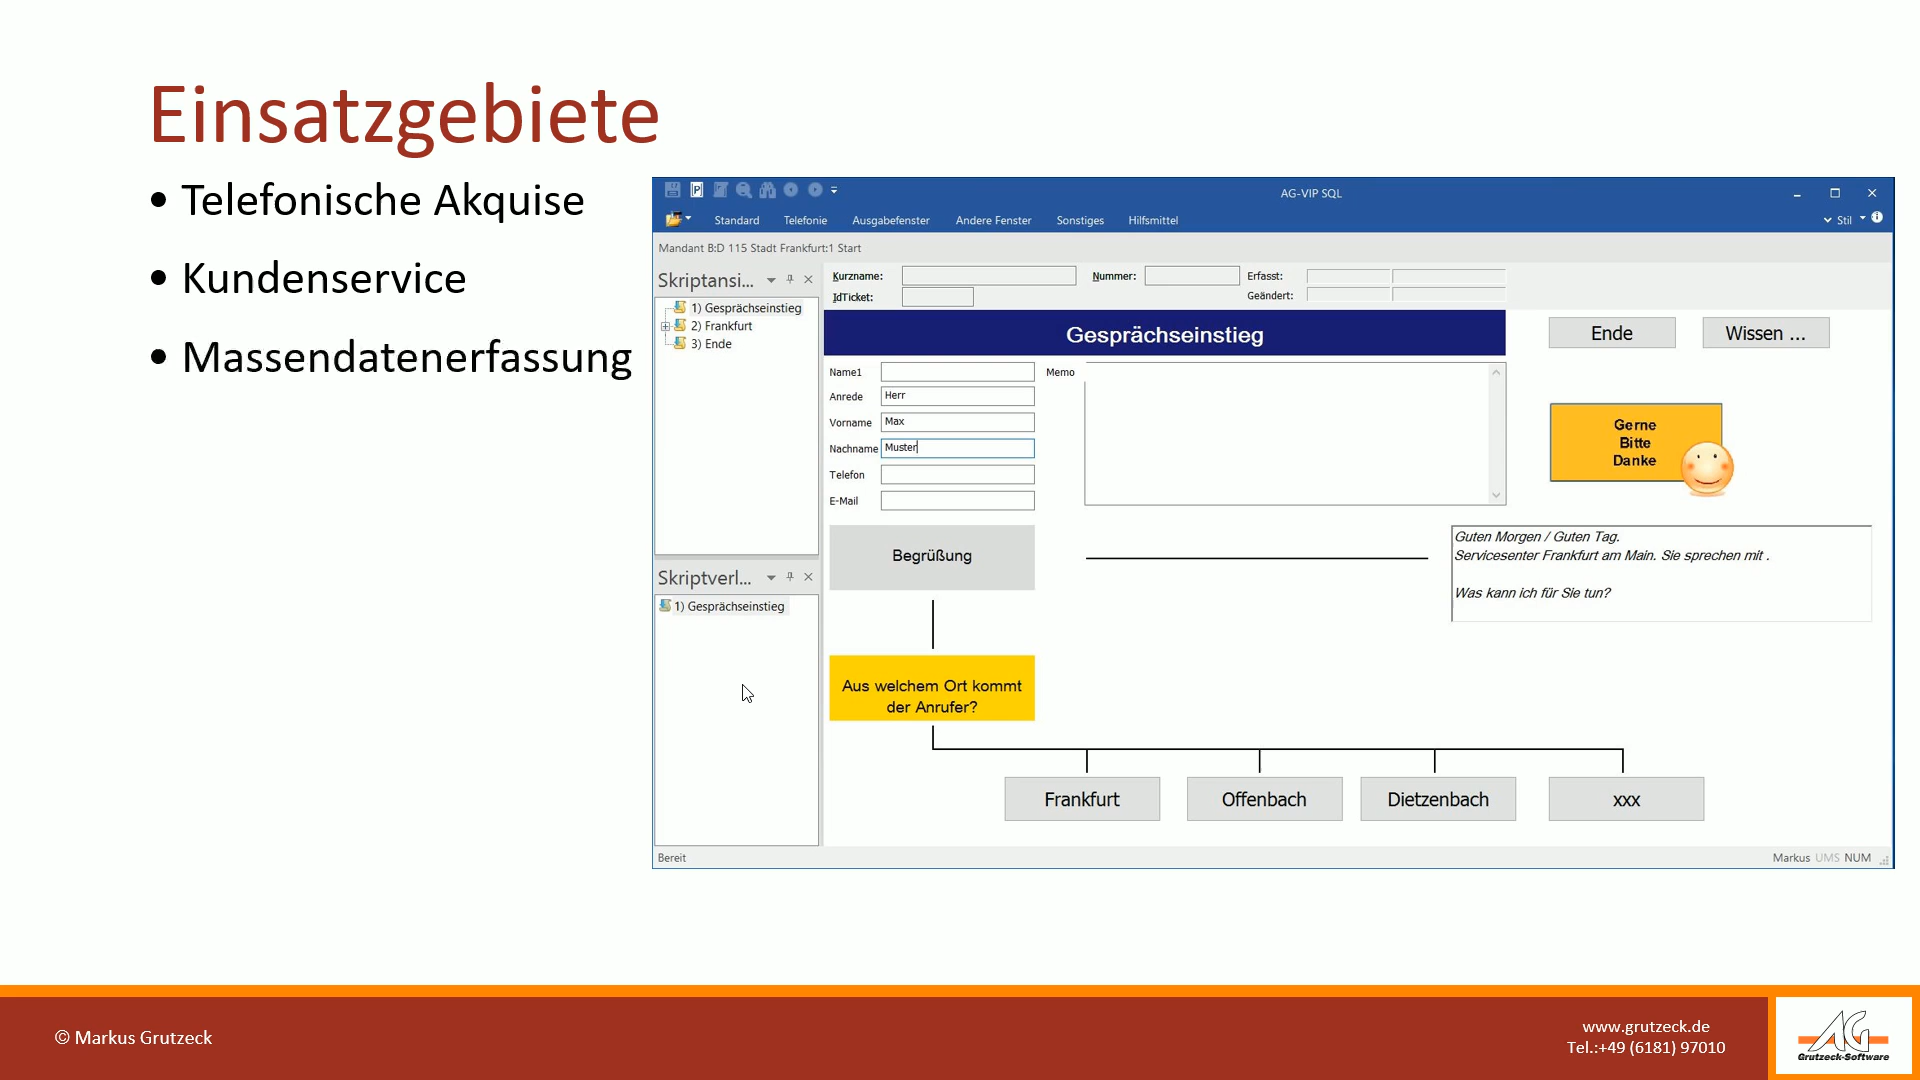 Einsatzgebiete
• Telefonische Akquise
• Kundenservice
• Massendatenerfassung
AG-VIP SQL
Standard Telefonie Ausgabefenster Andere Fenster Sonstiges Hilfsmittel Stil
Mandant B:D 115 Stadt Frankfurt:1 Start
Skriptansi...
1) Gesprächseinstieg
2) Frankfurt
3) Ende
Kurzname: Nummer: Erfasst:
IdTicket: Geändert:
Gesprächseinstieg
Ende Wissen ...
Name1
Memo
Anrede Herr
Vorname Max
Nachname Muster
Telefon
E-Mail
Gerne
Bitte
Danke
Begrüßung
Guten Morgen / Guten Tag.
Servicesenter Frankfurt am Main. Sie sprechen mit .
Was kann ich für Sie tun?
Skriptverl...
1) Gesprächseinstieg
Aus welchem Ort kommt
der Anrufer?
Frankfurt Offenbach Dietzenbach xxx
Bereit
Markus UMS NUM
© Markus Grutzeck
www.grutzeck.de
Tel.:+49 (6181) 97010
AG
Grutzeck-Software